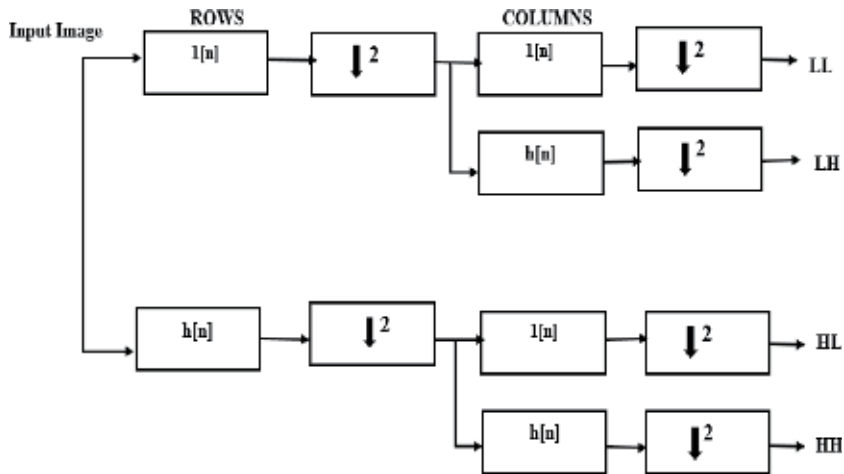 ROWS COLUMNS
Input Image
l[n] ↓ 2 l[n] ↓ 2 LL
h[n] ↓ 2 LH
h[n] ↓ 2 l[n] ↓ 2 HL
h[n] ↓ 2 HH